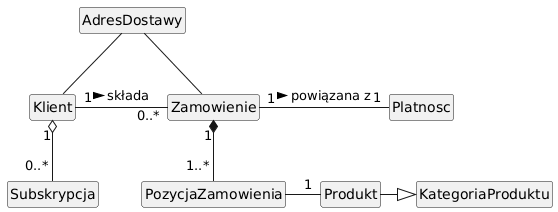 AdresDostawy
Klient
1
składa
0..*
Zamowienie
1
powiązana z
1
Platnosc
1
0..*
1
1..*
Subskrypcja
PozycjaZamowienia
1
Produkt
KategoriaProduktu